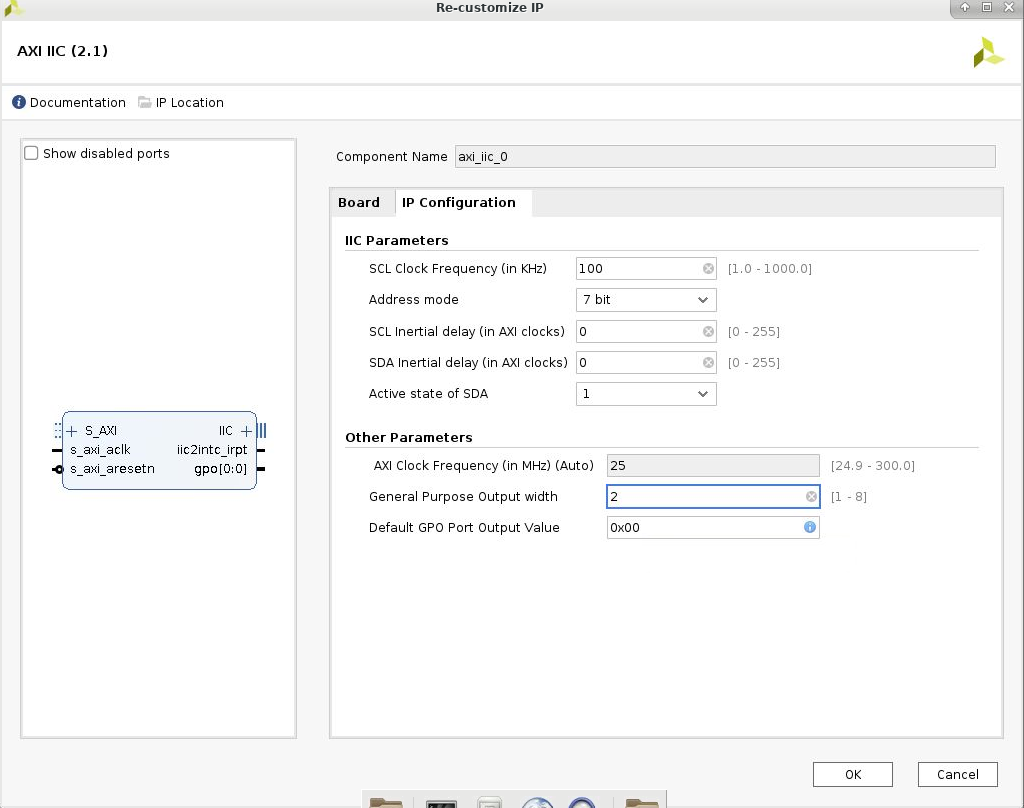 Re-customize IP
AXI IIC (2.1)
Documentation IP Location
Show disabled ports
S_AXI IIC
s_axi_aclk iic2intc_irpt
s_axi_aresetn gpo[0:0]
Component Name axi_iic_0
Board IP Configuration
IIC Parameters
SCL Clock Frequency (in KHz) 100 [1.0 - 1000.0]
Address mode 7 bit
SCL Inertial delay (in AXI clocks) 0 [0 - 255]
SDA Inertial delay (in AXI clocks) 0 [0 - 255]
Active state of SDA 1
Other Parameters
AXI Clock Frequency (in MHz) (Auto) 25 [24.9 - 300.0]
General Purpose Output width 2 [1 - 8]
Default GPO Port Output Value 0x00
OK Cancel